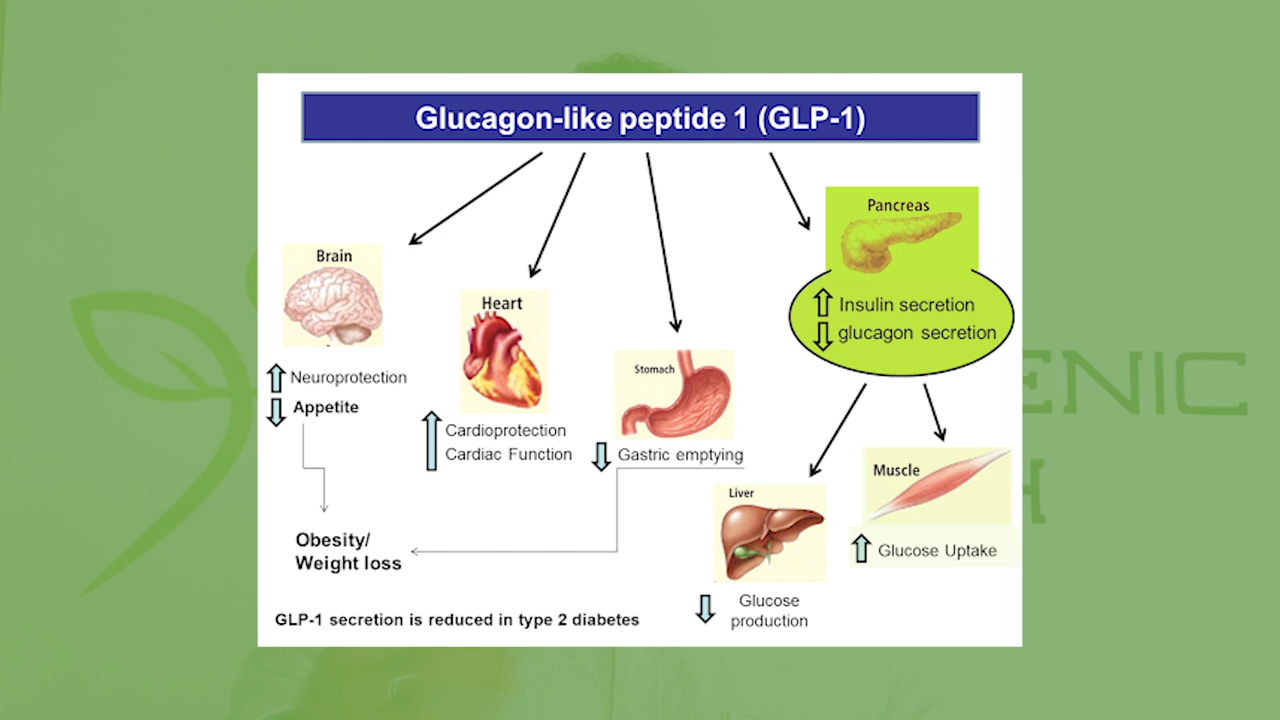 Glucagon-like peptide 1 (GLP-1)
Brain
Neuroprotection
Appetite
Heart
Cardioprotection
Cardiac Function
Stomach
Gastric emptying
Pancreas
Insulin secretion
glucagon secretion
Liver
Glucose
production
Muscle
Glucose Uptake
Obesity/
Weight loss
GLP-1 secretion is reduced in type 2 diabetes